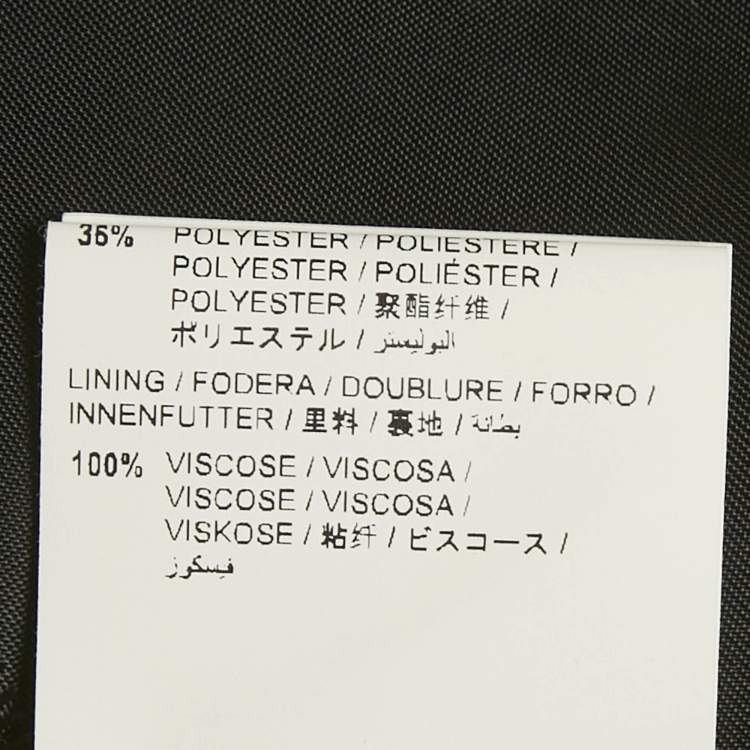 36% POLYESTER / POLIESTERE /
POLYESTER / POLIÉSTER /
POLYESTER / 聚酯纤维 /
ポリエステル / البوليستر
LINING / FODERA / DOUBLURE / FORRO /
INNENFUTTER / 里料 / 裏地 / بطانة
100% VISCOSE / VISCOSA /
VISCOSE / VISCOSA /
VISKOSE / 粘纤 / ビスコース /
فيسكوز